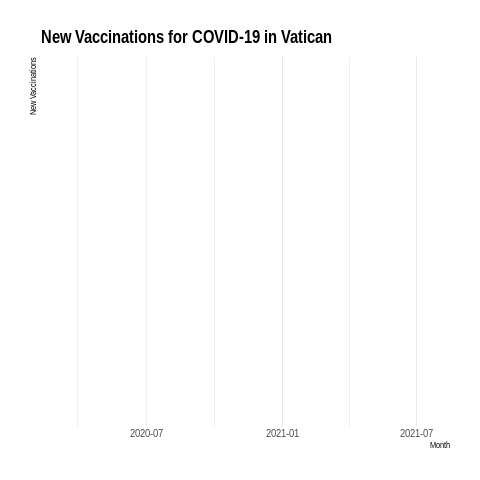 New Vaccinations for COVID-19 in Vatican
New Vaccinations
2020-07
2021-01
2021-07
Month